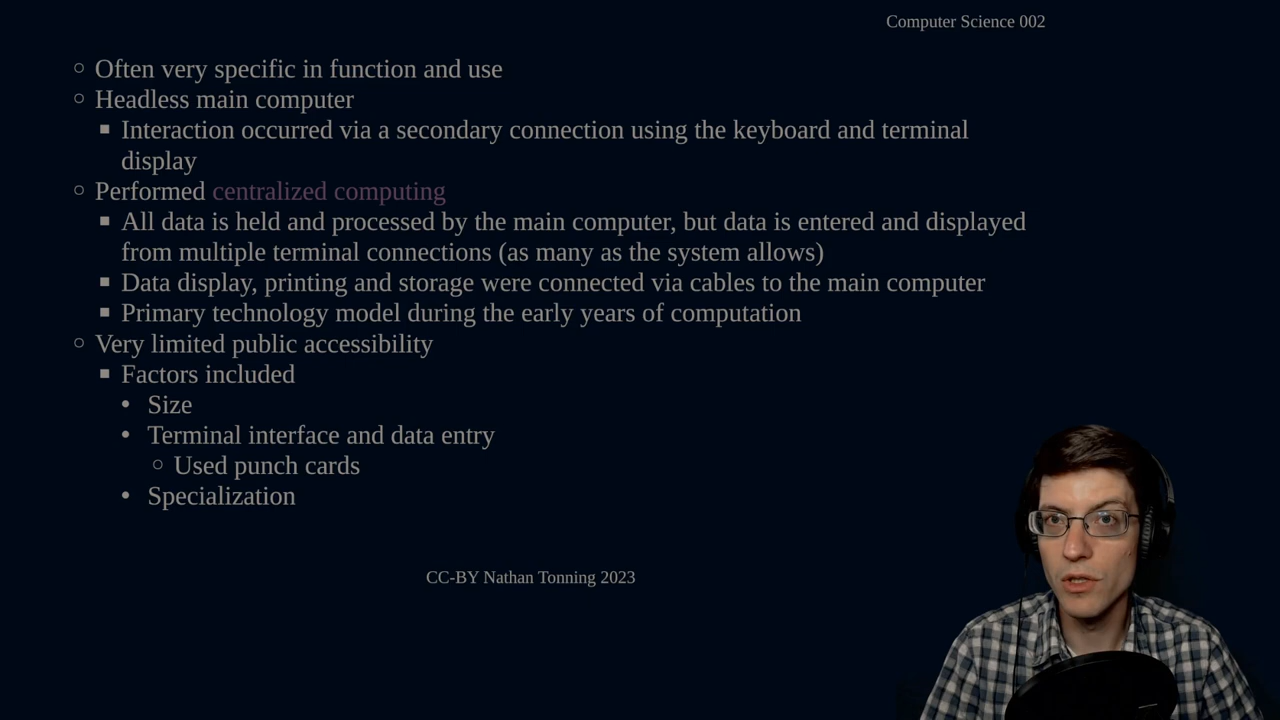 Computer Science 002
Often very specific in function and use
Headless main computer
Interaction occurred via a secondary connection using the keyboard and terminal
display
Performed centralized computing
All data is held and processed by the main computer, but data is entered and displayed
from multiple terminal connections (as many as the system allows)
Data display, printing and storage were connected via cables to the main computer
Primary technology model during the early years of computation
Very limited public accessibility
Factors included
Size
Terminal interface and data entry
Used punch cards
Specialization
CC-BY Nathan Tonning 2023